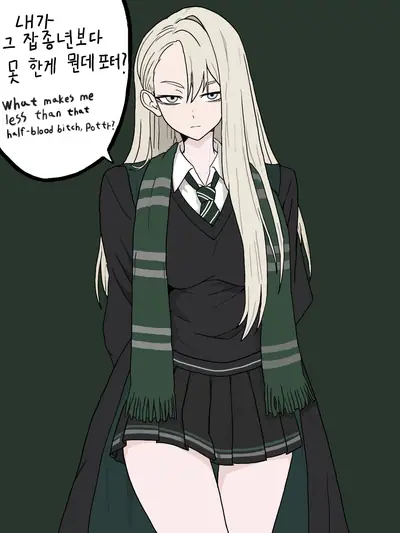 내가
그 잡종년보다
못 한게 뭔데 포터?
What makes me
less than that
half-blood bitch, Potta?